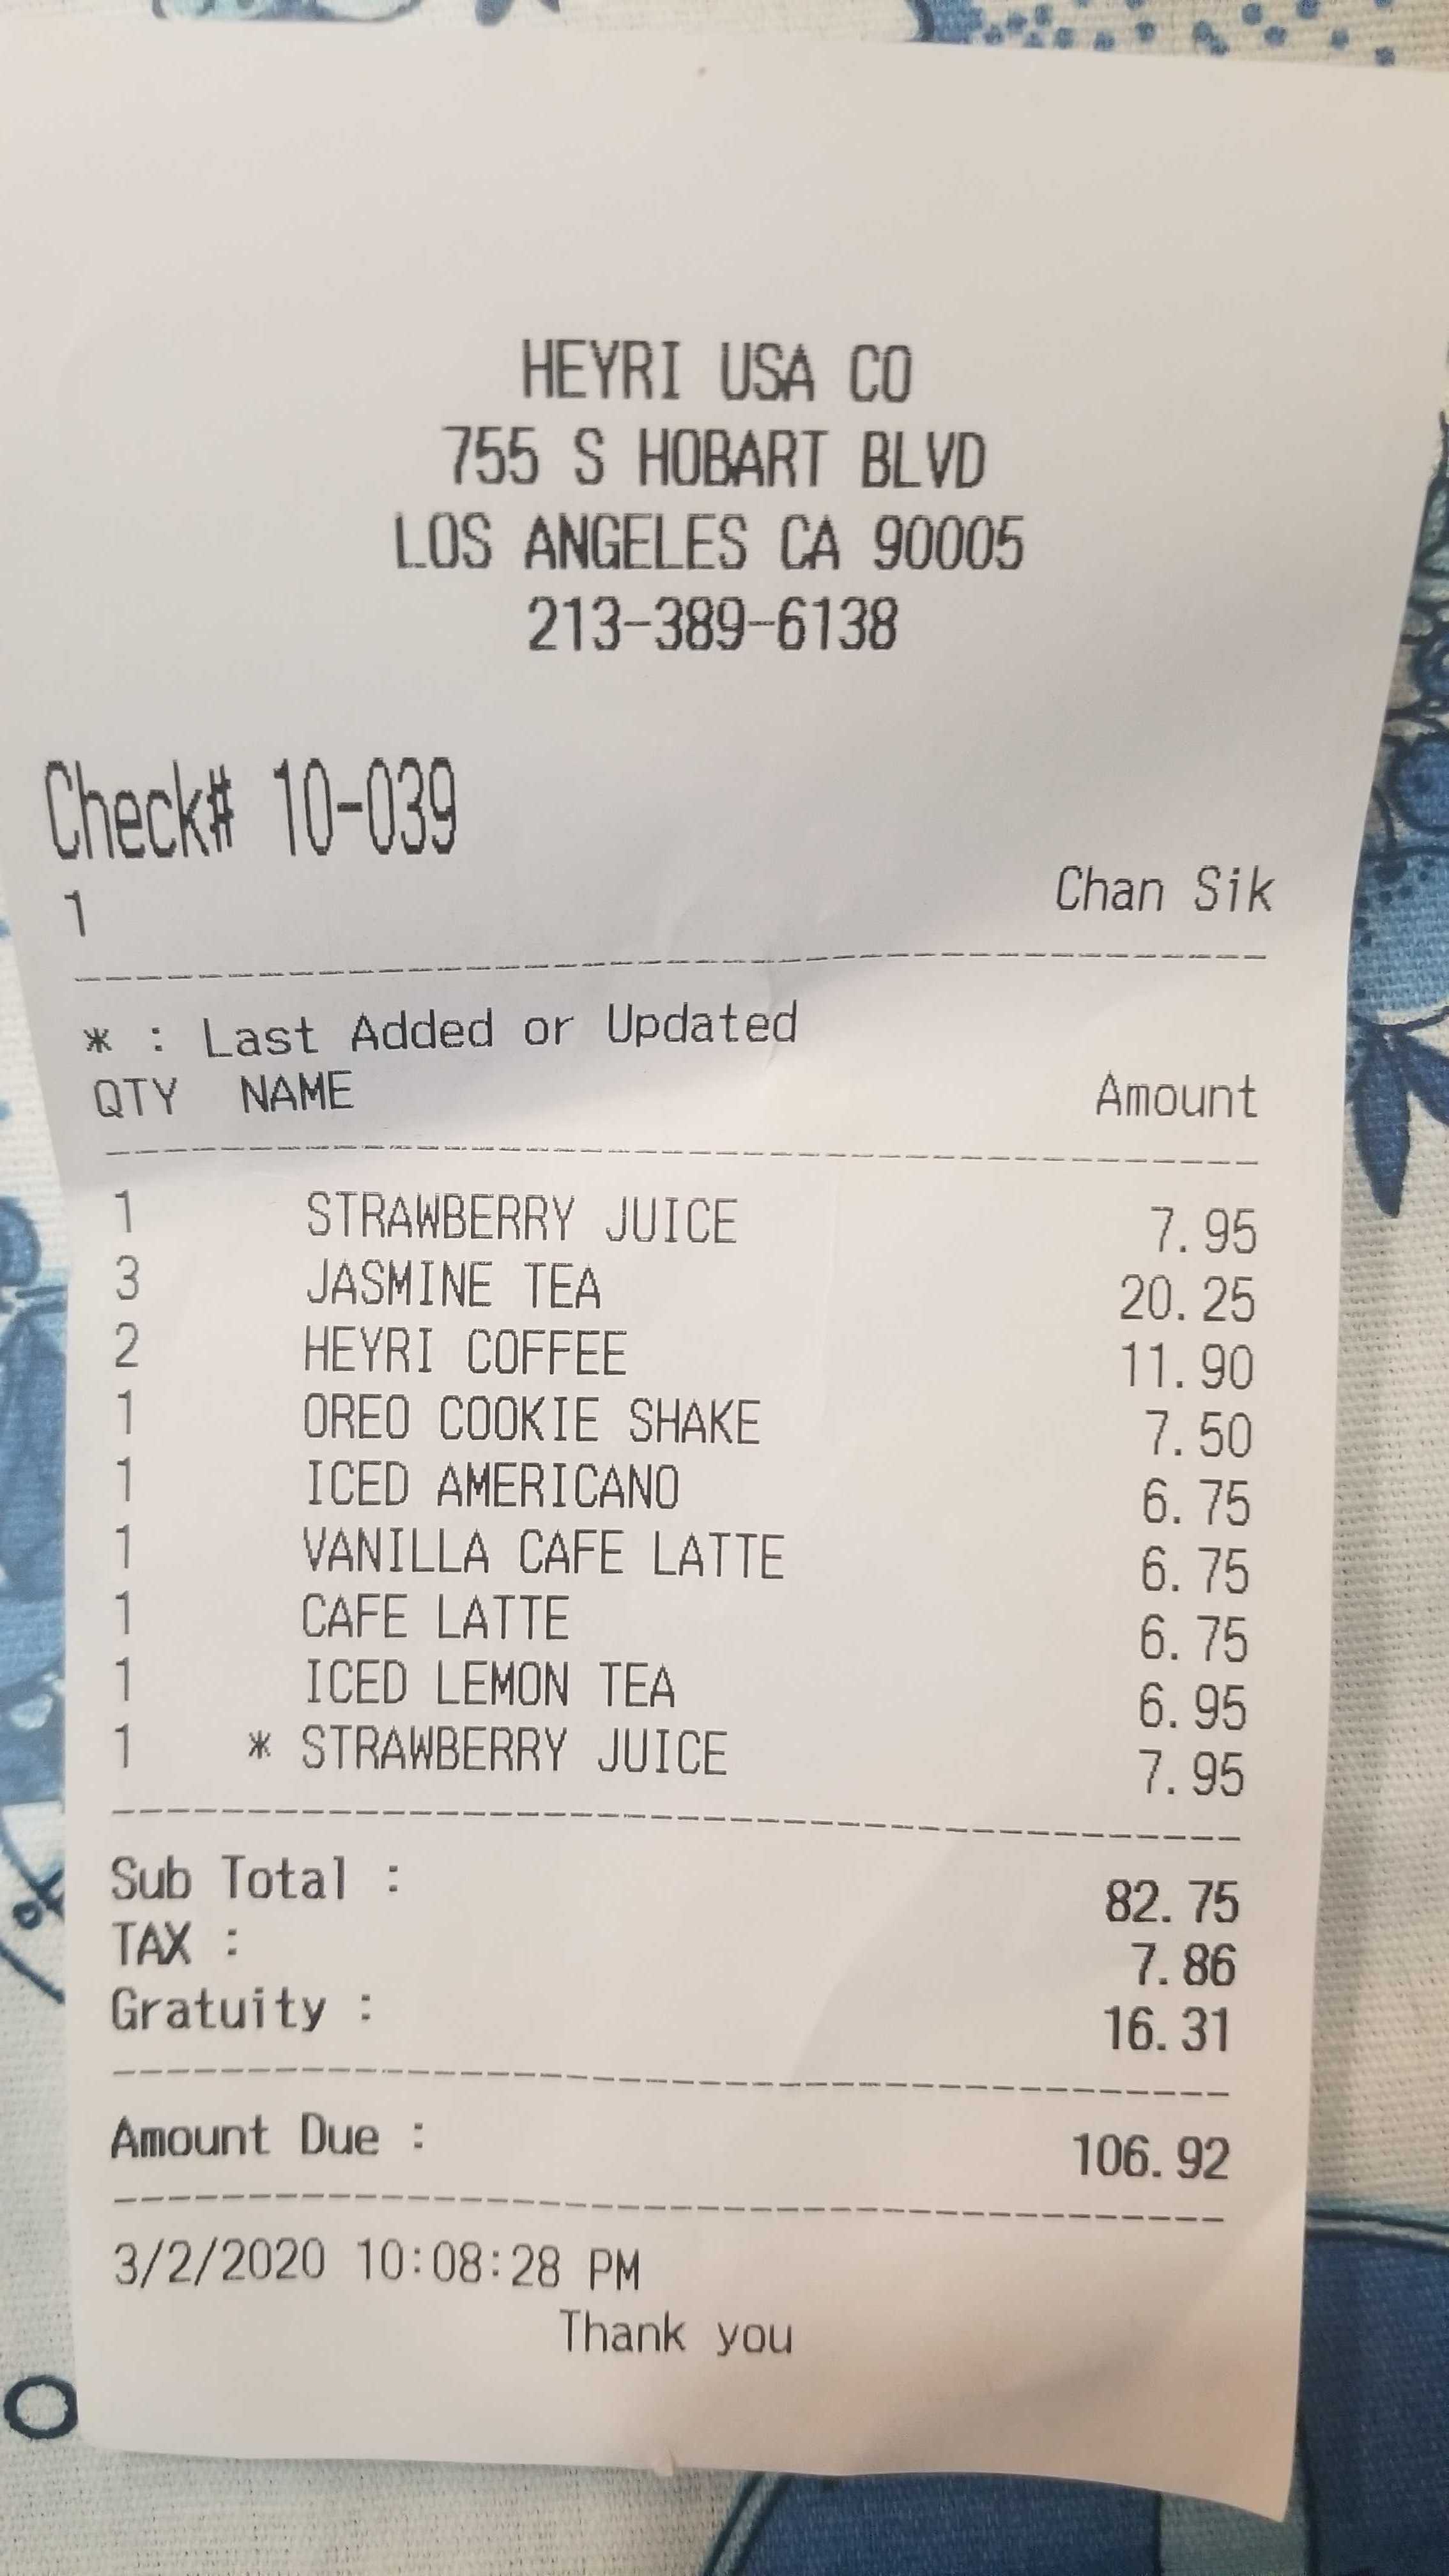 HEYRI USA CO
755 S HOBART BLVD
LOS ANGELES CA 90005
213-389-6138
Check# 10-039
1 Chan Sik
* : Last Added or Updated
QTY NAME Amount
1 STRAWBERRY JUICE 7.95
3 JASMINE TEA 20.25
2 HEYRI COFFEE 11.90
1 OREO COOKIE SHAKE 7.50
1 ICED AMERICANO 6.75
1 VANILLA CAFE LATTE 6.75
1 CAFE LATTE 6.75
1 ICED LEMON TEA 6.95
1 * STRAWBERRY JUICE 7.95
Sub Total : 82.75
TAX : 7.86
Gratuity : 16.31
Amount Due : 106.92
3/2/2020 10:08:28 PM
Thank you